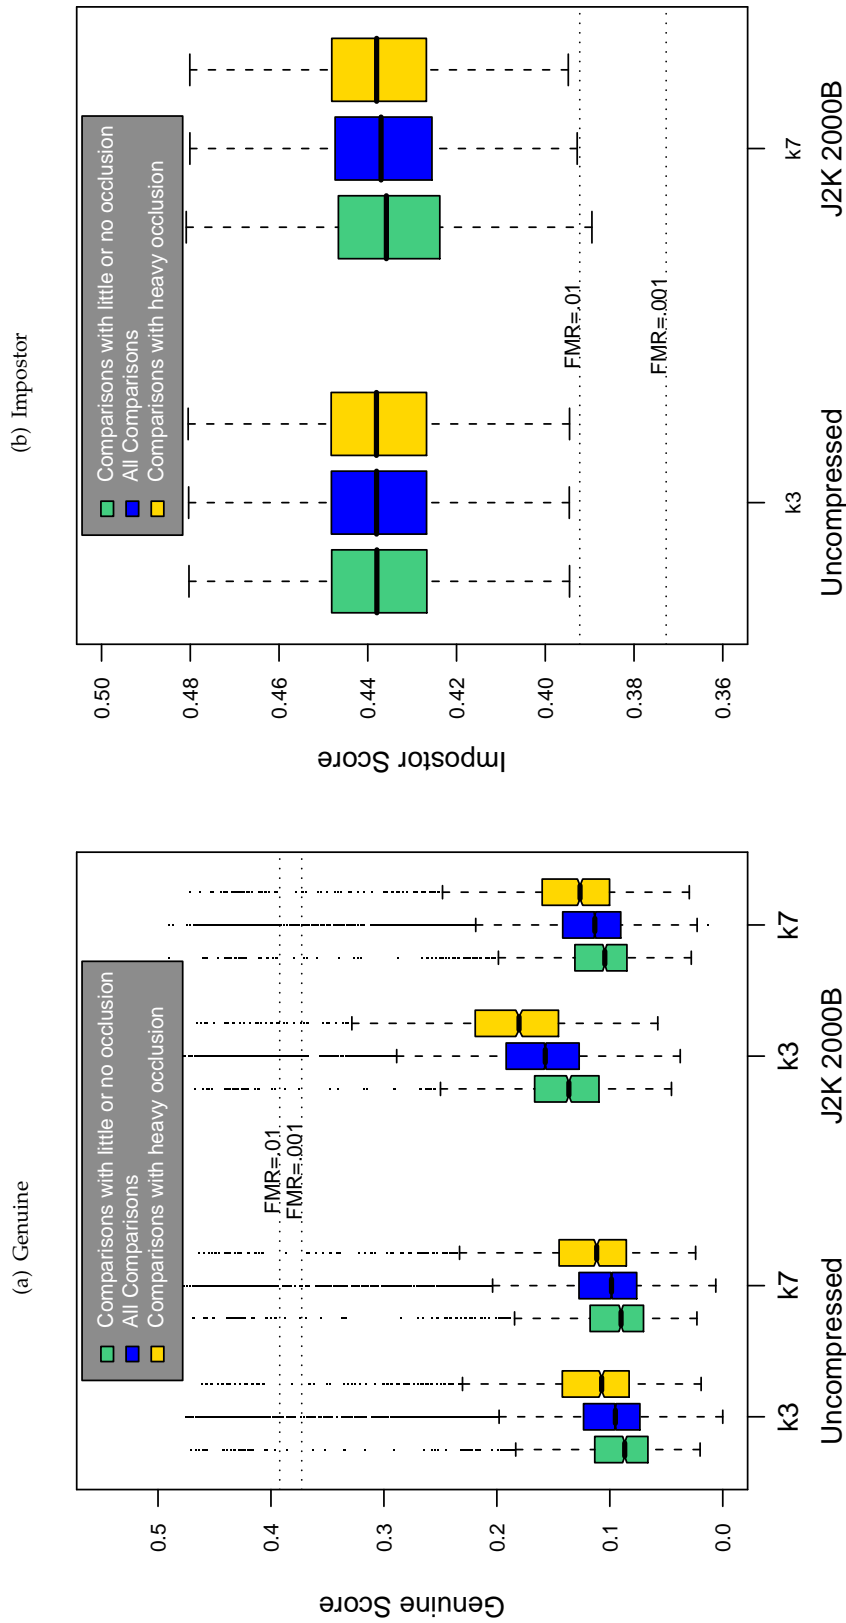 (a) Genuine
Comparisons with little or no occlusion
All Comparisons
Comparisons with heavy occlusion
FMR=.01
FMR=.001
Genuine Score
0.0
0.1
0.2
0.3
0.4
0.5
k3
k7
k3
k7
Uncompressed
J2K 2000B
(b) Impostor
Comparisons with little or no occlusion
All Comparisons
Comparisons with heavy occlusion
FMR=.01
FMR=.001
Impostor Score
0.36
0.38
0.40
0.42
0.44
0.46
0.48
0.50
k3
k7
Uncompressed
J2K 2000B